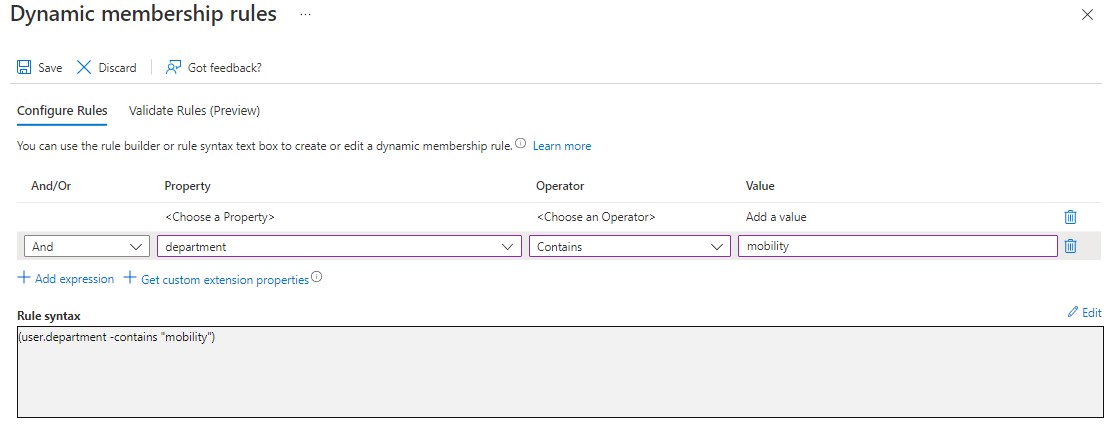 Dynamic membership rules ...
Save Discard Got feedback?
Configure Rules Validate Rules (Preview)
You can use the rule builder or rule syntax text box to create or edit a dynamic membership rule. Learn more
And/Or Property Operator Value
<Choose a Property> <Choose an Operator> Add a value
And department Contains mobility
+ Add expression + Get custom extension properties
Rule syntax Edit
(user.department -contains "mobility")